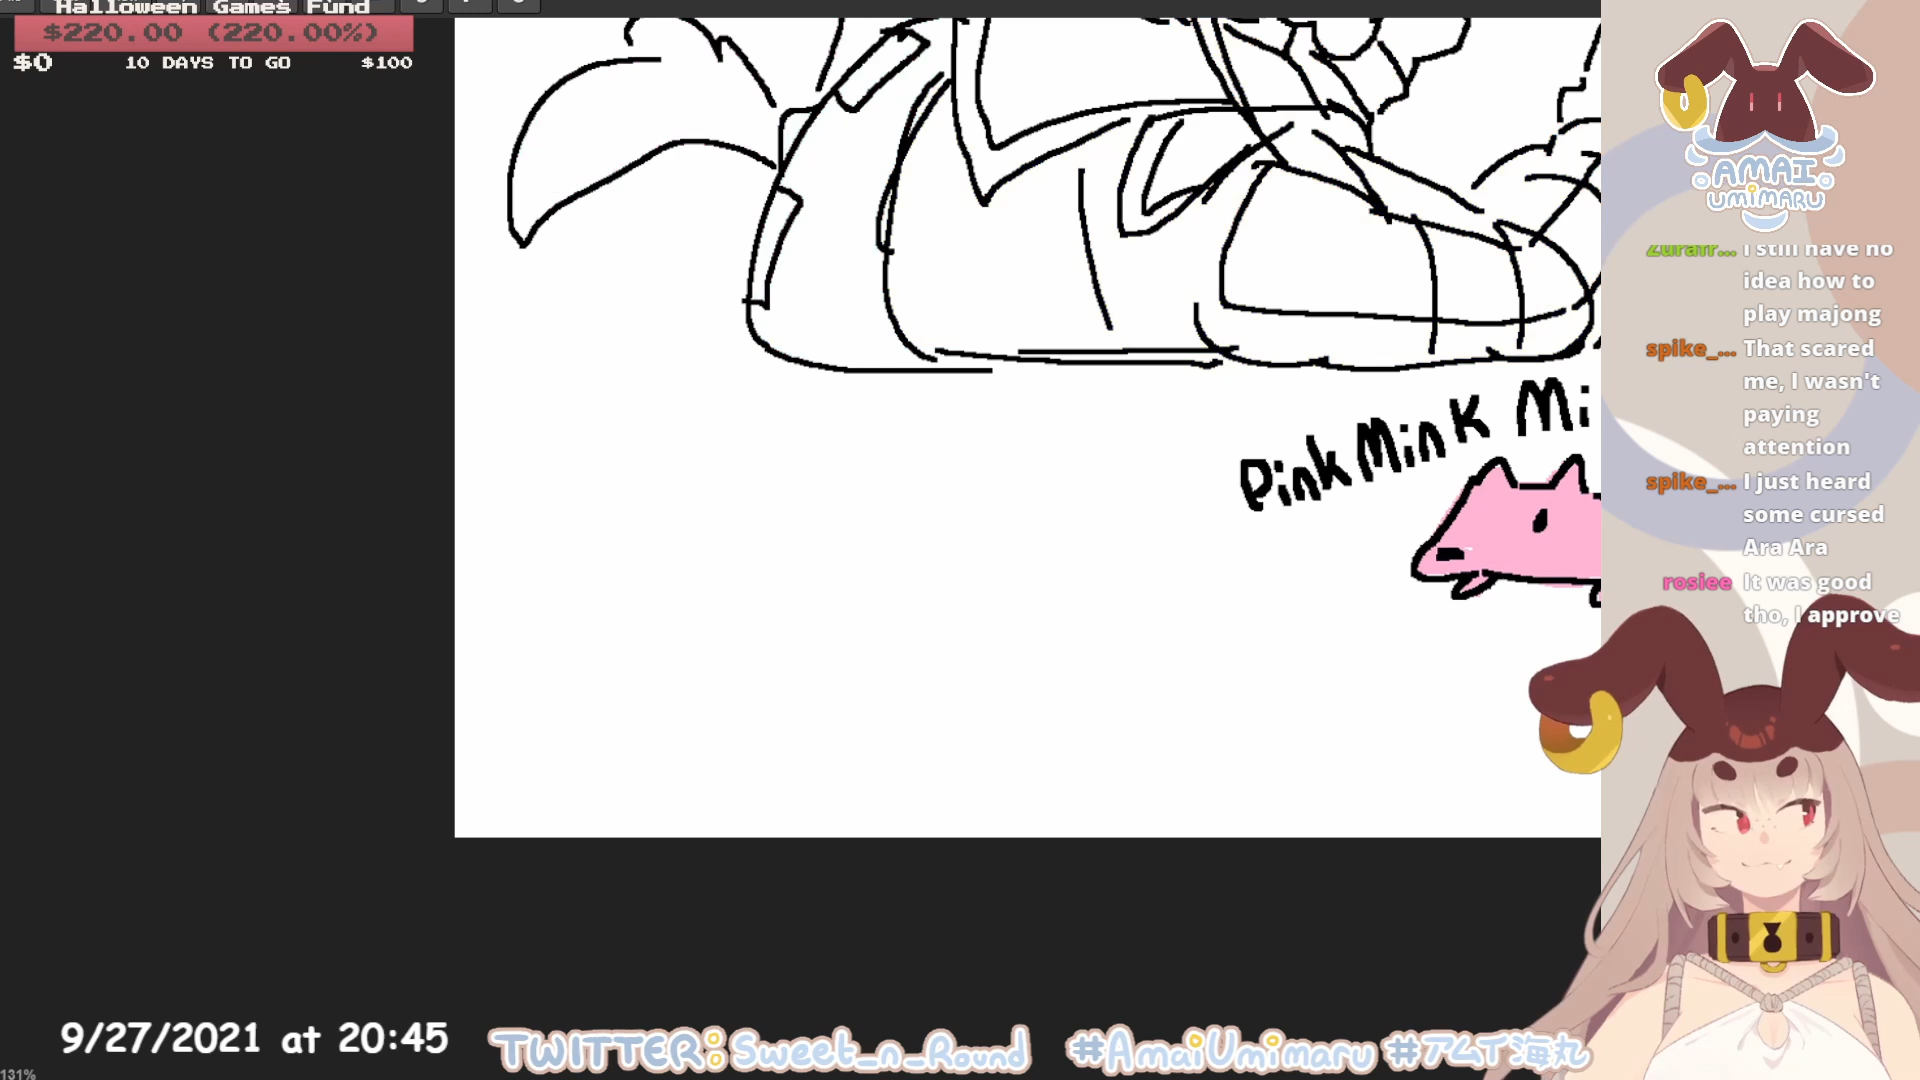 Halloween Games Fund
$220.00 (220.00%)
$0 10 DAYS TO GO $100
AMAI
UMIMARU
I still have no
idea how to
play majong
spike_... That scared
me, I wasn't
paying
attention
spike_... I just heard
some cursed
Ara Ara
rosiee It was good
tho, I approve
Pink Mink Mi
9/27/2021 at 20:45
TWITTER: Sweet_n_Round #AmaiUmimaru #アムイ海丸
131%